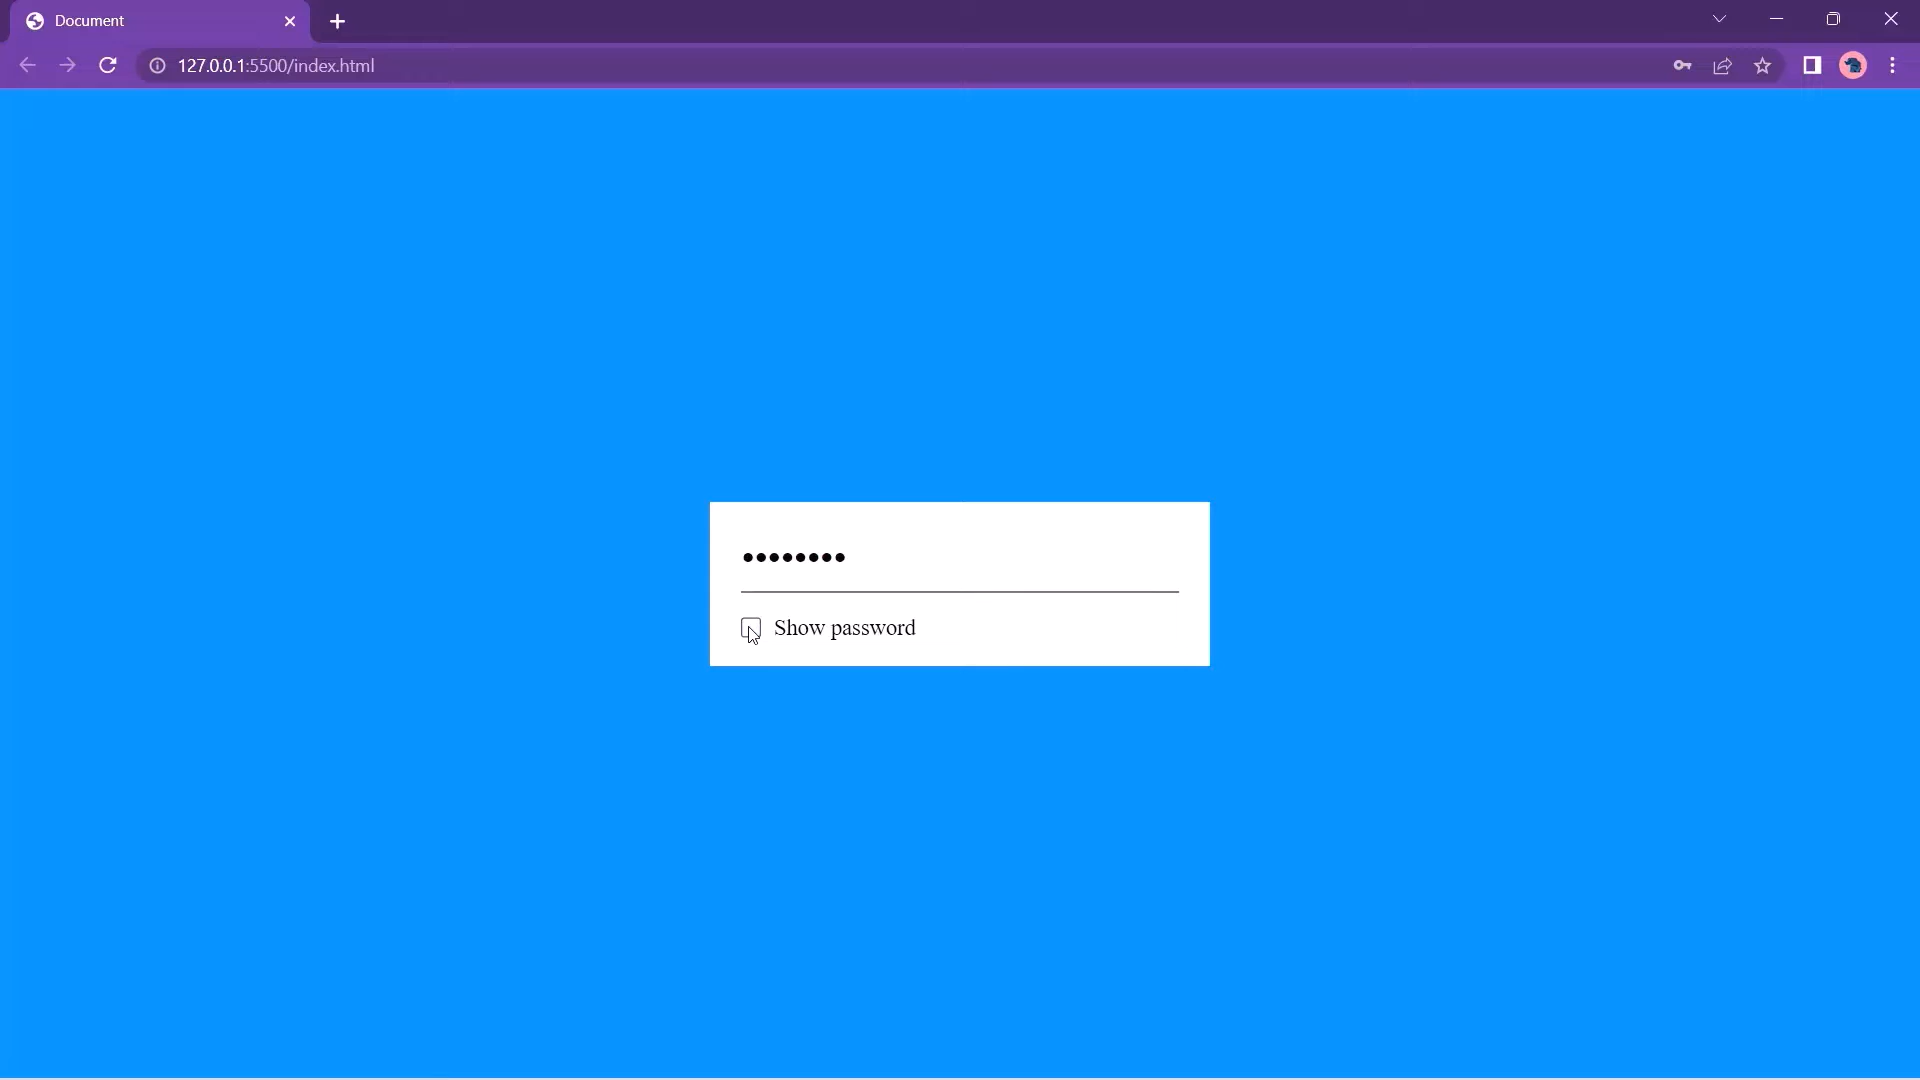 Document
127.0.0.1:5500/index.html
••••••••
Show password